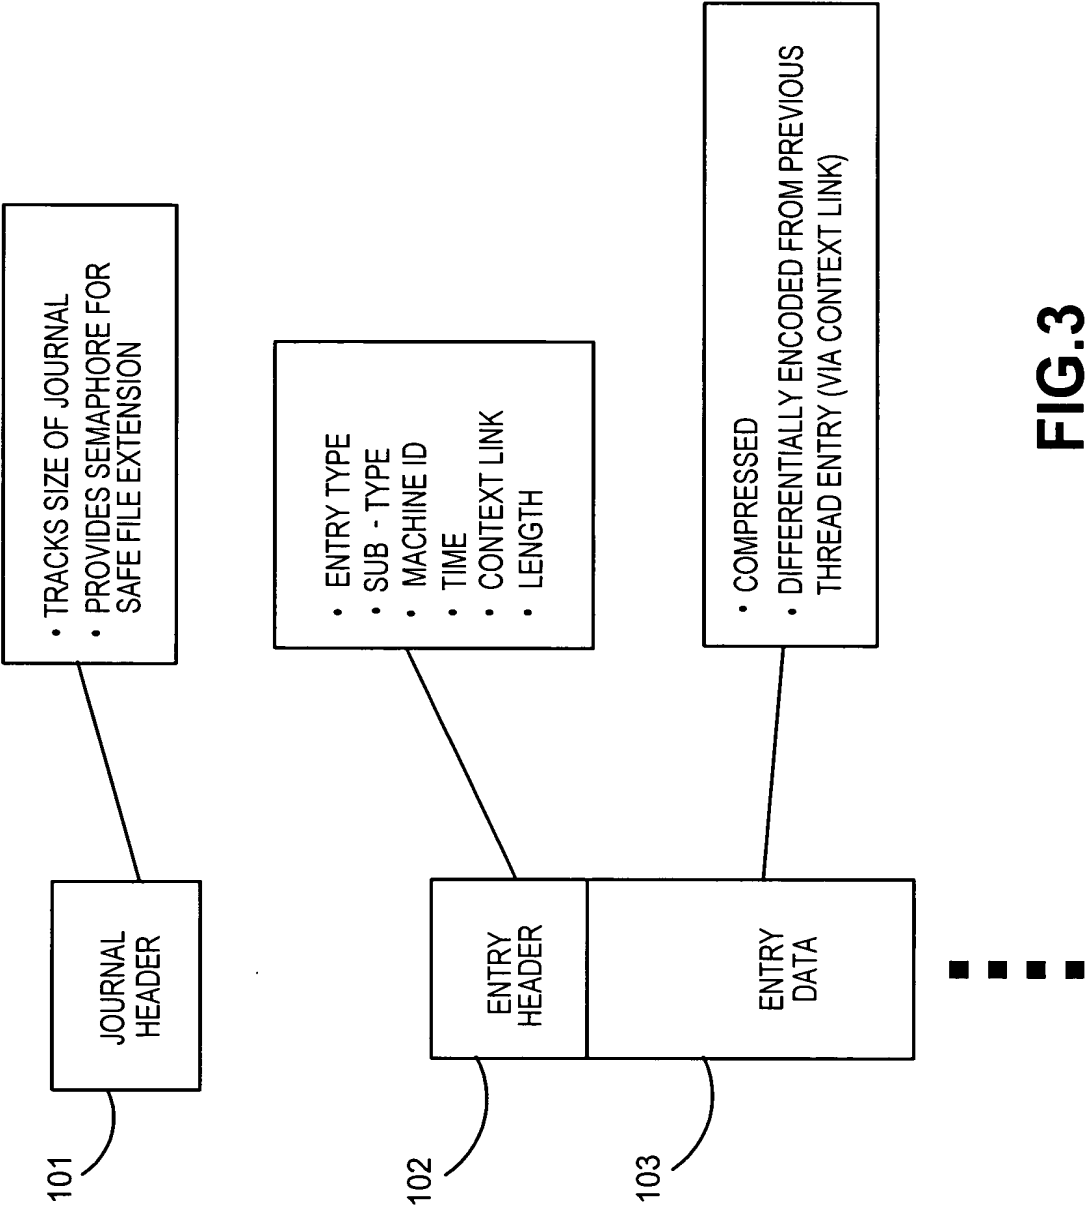 101
JOURNAL
HEADER
• TRACKS SIZE OF JOURNAL
• PROVIDES SEMAPHORE FOR
SAFE FILE EXTENSION
102
ENTRY
HEADER
• ENTRY TYPE
• SUB - TYPE
• MACHINE ID
• TIME
• CONTEXT LINK
• LENGTH
103
ENTRY
DATA
• COMPRESSED
• DIFFERENTIALLY ENCODED FROM PREVIOUS
THREAD ENTRY (VIA CONTEXT LINK)
FIG.3